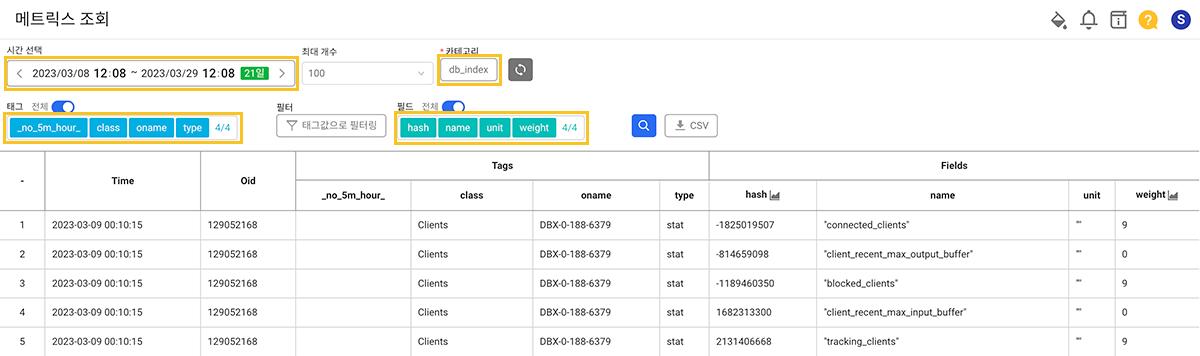 메트릭스 조회
S
시간 선택 최대 개수 * 카테고리
2023/03/08 12:08 ~ 2023/03/29 12:08 21일 100 db_index
태그 전체 필터 필드 전체
_no_5m_hour_ class oname type 4/4 태그값으로 필터링 hash name unit weight 4/4 CSV
- Time Oid Tags Fields
_no_5m_hour_ class oname type hash name unit weight
1 2023-03-09 00:10:15 129052168 Clients DBX-0-188-6379 stat -1825019507 "connected_clients" "" 9
2 2023-03-09 00:10:15 129052168 Clients DBX-0-188-6379 stat -814659098 "client_recent_max_output_buffer" "" 0
3 2023-03-09 00:10:15 129052168 Clients DBX-0-188-6379 stat -1189460350 "blocked_clients" "" 9
4 2023-03-09 00:10:15 129052168 Clients DBX-0-188-6379 stat 1682313300 "client_recent_max_input_buffer" "" 0
5 2023-03-09 00:10:15 129052168 Clients DBX-0-188-6379 stat 2131406668 "tracking_clients" "" 9